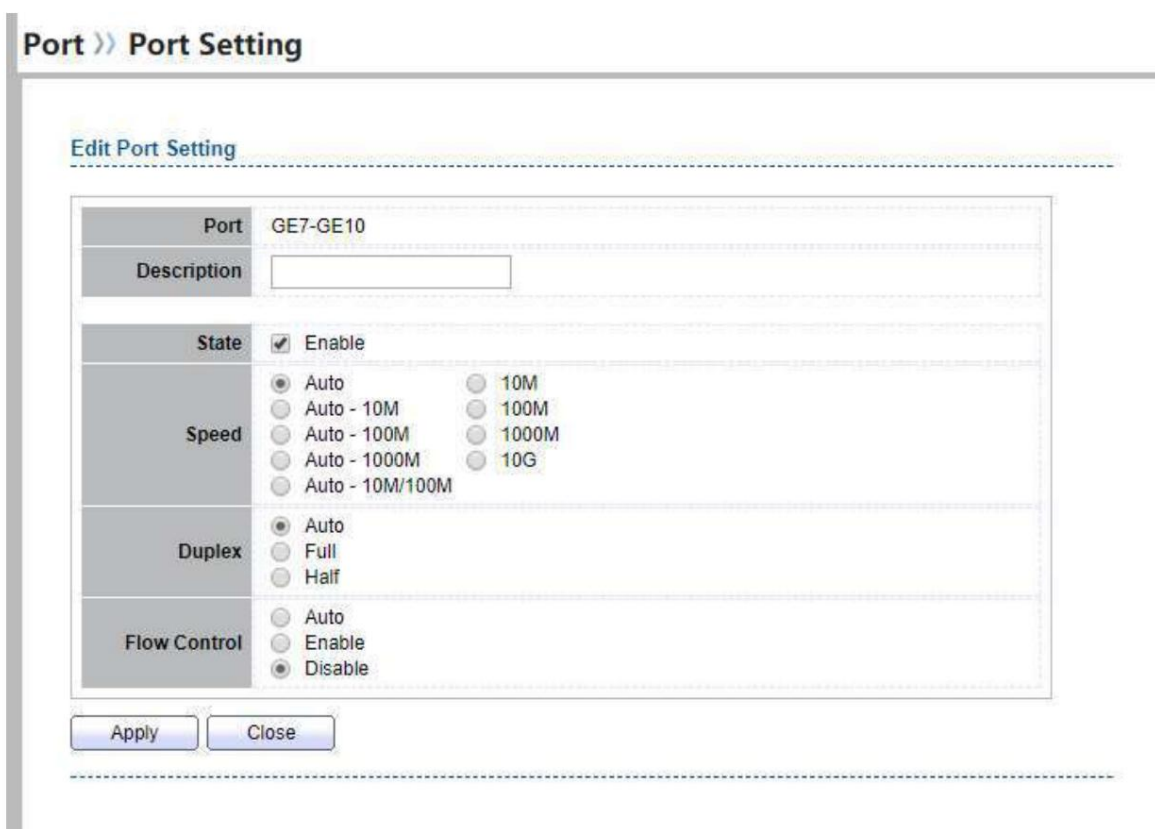 Port » Port Setting
Edit Port Setting
Port GE7-GE10
Description
State Enable
Speed
Auto 10M
Auto - 10M 100M
Auto - 100M 1000M
Auto - 1000M 10G
Auto - 10M/100M
Duplex
Auto
Full
Half
Flow Control
Auto
Enable
Disable
Apply Close